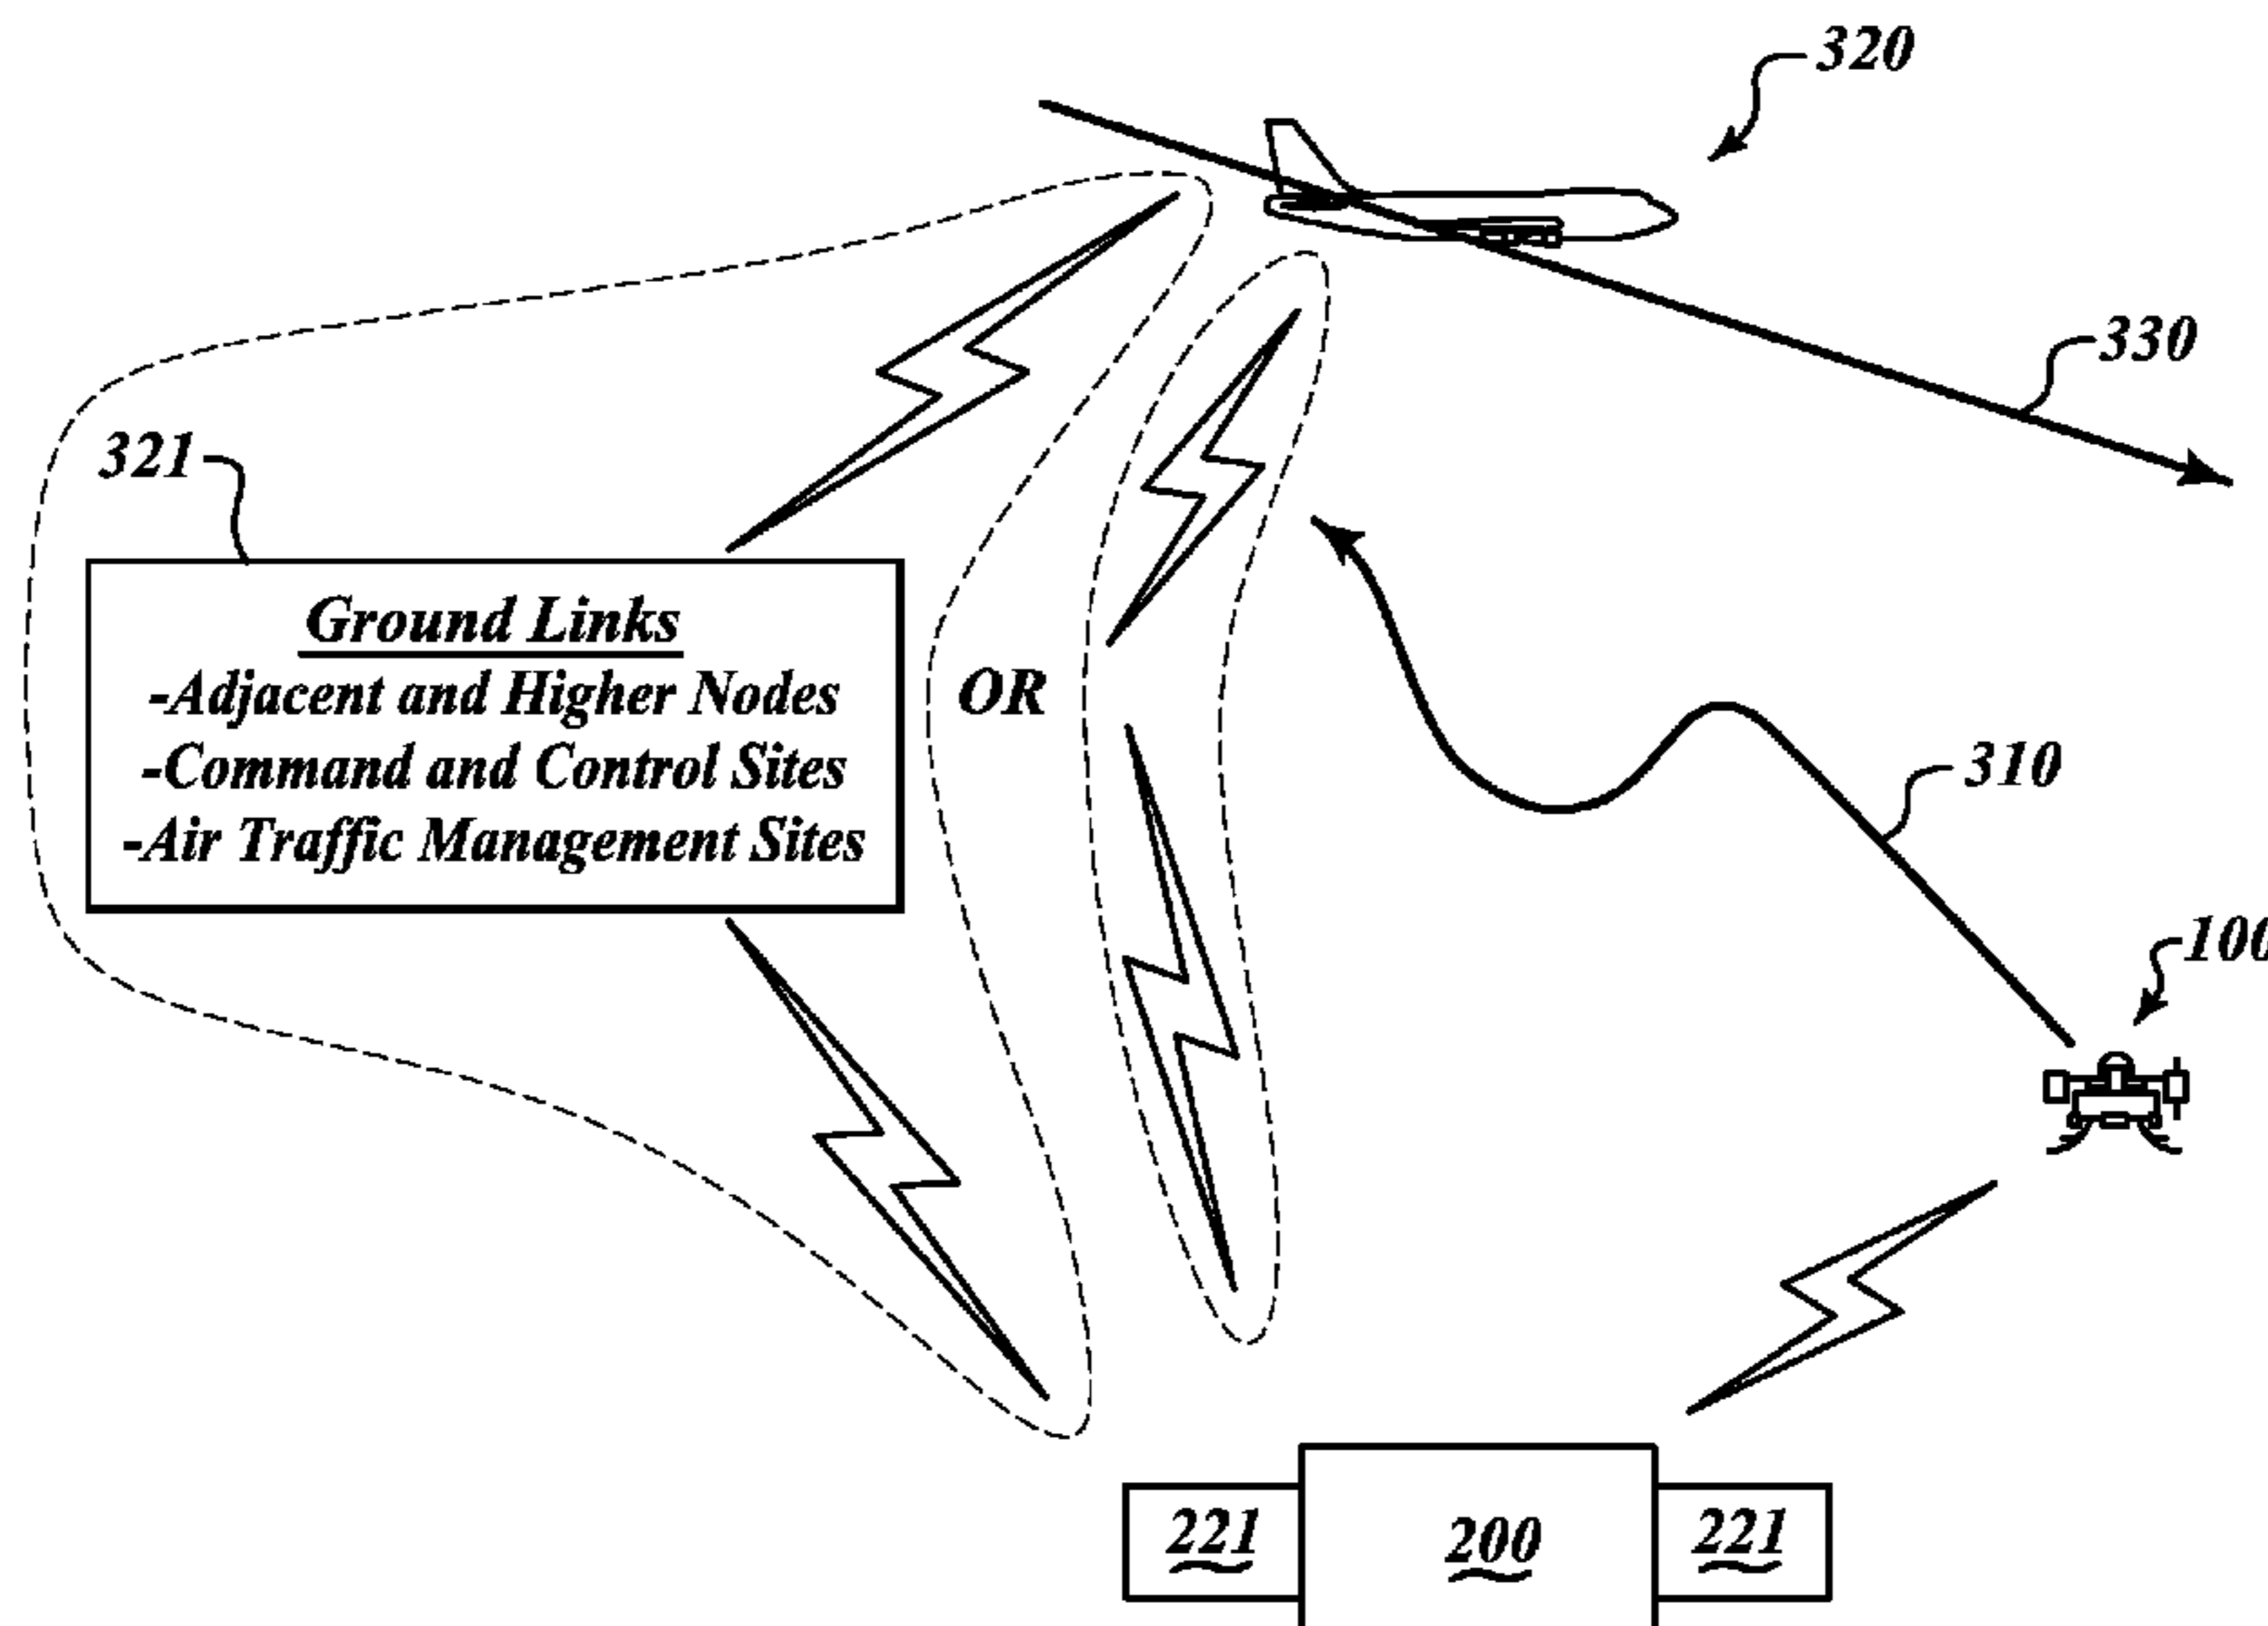 320
330
321
Ground Links
-Adjacent and Higher Nodes
-Command and Control Sites
-Air Traffic Management Sites
OR
310
100
221
200
221